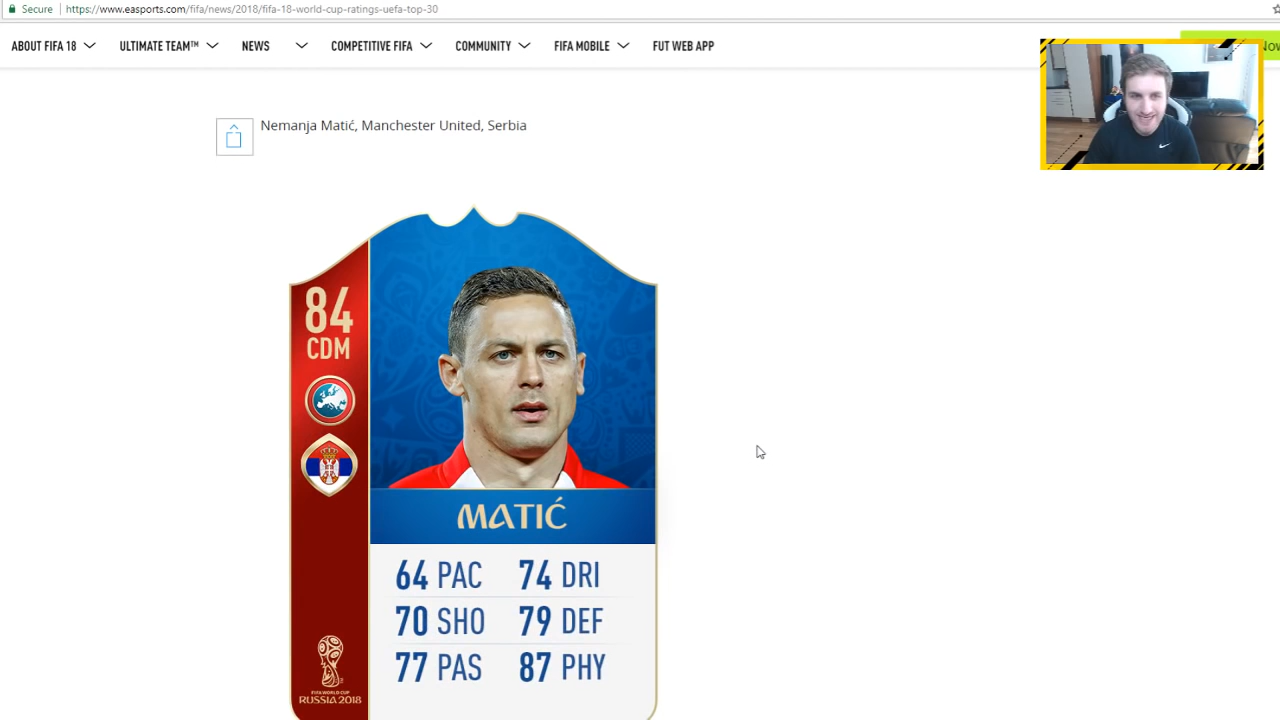 Secure https://www.easports.com/fifa/news/2018/fifa-18-world-cup-ratings-uefa-top-30
ABOUT FIFA 18 ULTIMATE TEAM™ NEWS COMPETITIVE FIFA COMMUNITY FIFA MOBILE FUT WEB APP
Nemanja Matić, Manchester United, Serbia
84
CDM
MATIĆ
64 PAC 74 DRI
70 SHO 79 DEF
77 PAS 87 PHY
FIFA WORLD CUP
RUSSIA 2018